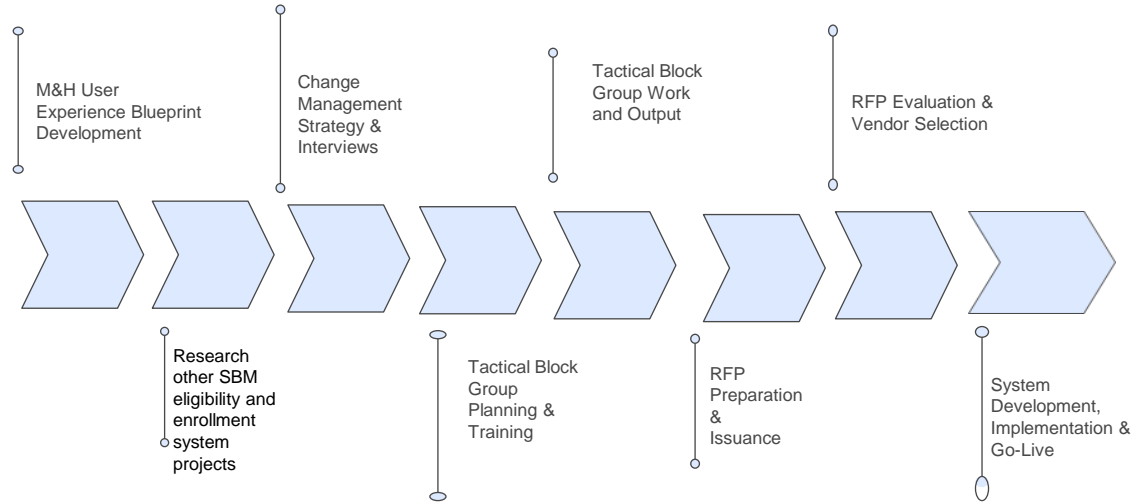 M&H User
Experience Blueprint
Development
Research
other SBM
eligibility and
enrollment
system
projects
Change
Management
Strategy &
Interviews
Tactical Block
Group
Planning &
Training
Tactical Block
Group Work
and Output
RFP
Preparation
&
Issuance
RFP Evaluation &
Vendor Selection
System
Development,
Implementation &
Go-Live